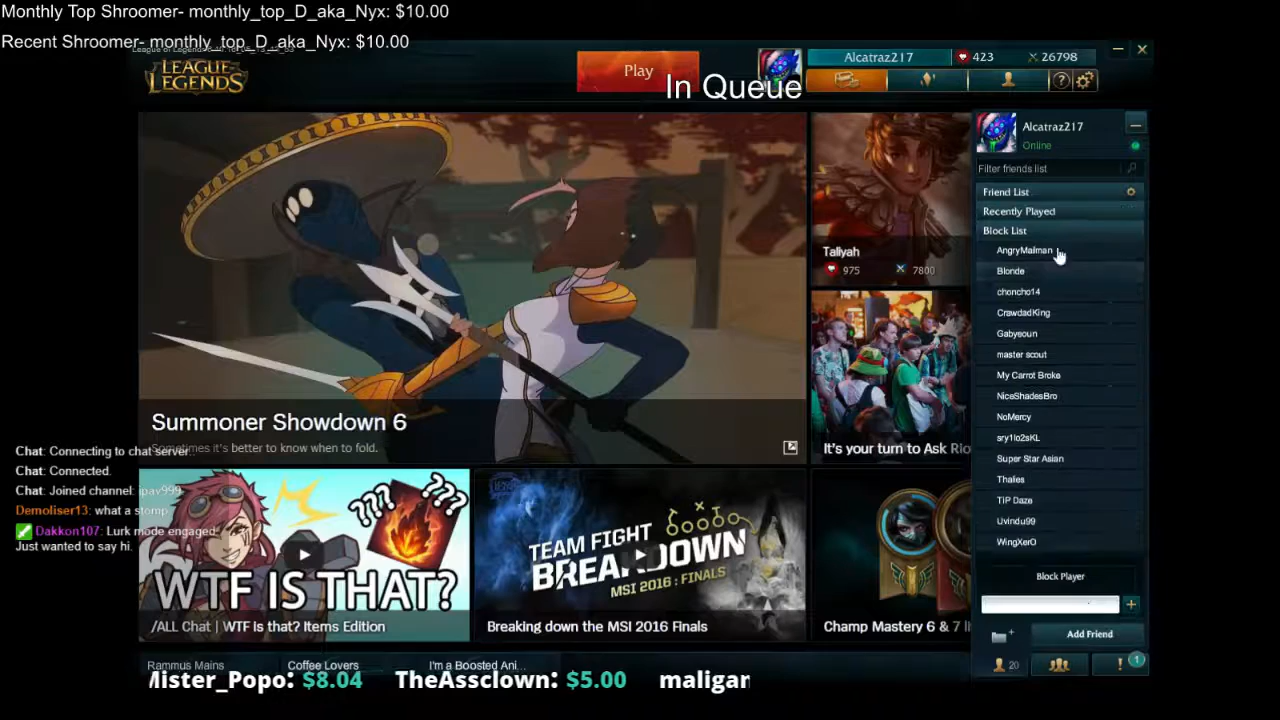 Monthly Top Shroomer- monthly_top_D_aka_Nyx: $10.00
Recent Shroomer- monthly_top_D_aka_Nyx: $10.00
LEAGUE OF LEGENDS
Play
In Queue
Alcatraz217
423
26798
?
Alcatraz217
Online
Filter friends list
Friend List
Recently Played
Block List
AngryMailman
Blonde
choncho14
CrawdadKing
Gabysoun
master scout
My Carrot Broke
NiceShadesBro
NoMercy
sry1lo2sKL
Super Star Asian
Thalies
TIP Daze
Uvindu99
WingXerO
Block Player
Add Friend
20
1
Taliyah
975
7800
Summoner Showdown 6
Sometimes it's better to know when to fold.
It's your turn to Ask Rio
Chat: Connecting to chat server...
Chat: Connected.
Chat: Joined channel: ipav999
Demoliser13: what a stomp
Dakkon107: Lurk mode engaged.
Just wanted to say hi.
???
???
WTF IS THAT?
/ALL Chat | WTF is that? Items Edition
TEAM FIGHT
BREAKDOWN
MSI 2016 : FINALS
Breaking down the MSI 2016 Finals
Champ Mastery 6 & 7 li
Rammus Mains
Coffee Lovers
I'm a Boosted Ani...
Mister_Popo: $8.04
TheAssclown: $5.00
maligar